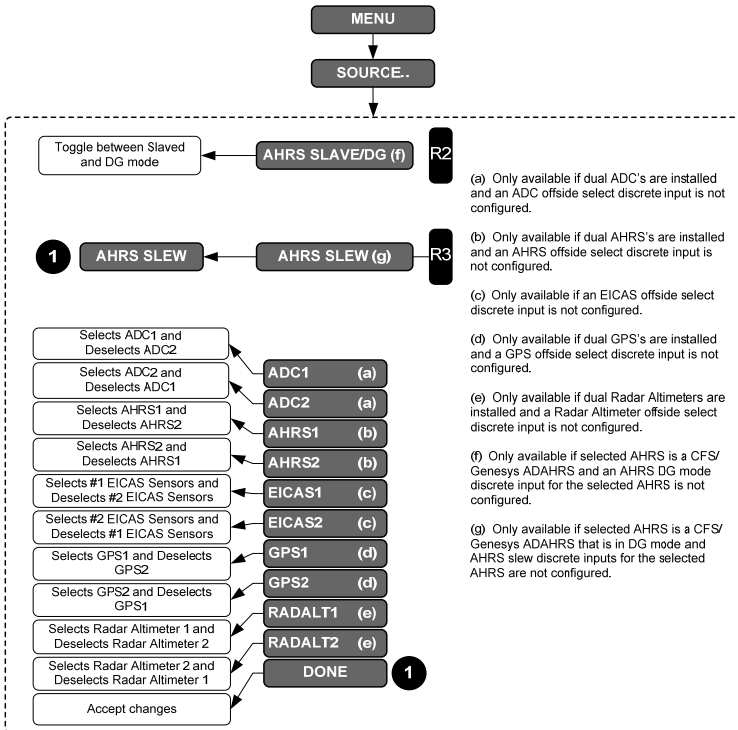 MENU
SOURCE..
Toggle between Slaved
and DG mode
AHRS SLAVE/DG (f)
R2
1
AHRS SLEW
AHRS SLEW (g)
R3
Selects ADC1 and
Deselects ADC2
Selects ADC2 and
Deselects ADC1
Selects AHRS1 and
Deselects AHRS2
Selects AHRS2 and
Deselects AHRS1
Selects #1 EICAS Sensors and
Deselects #2 EICAS Sensors
Selects #2 EICAS Sensors and
Deselects #1 EICAS Sensors
Selects GPS1 and Deselects
GPS2
Selects GPS2 and Deselects
GPS1
Selects Radar Altimeter 1 and
Deselects Radar Altimeter 2
Selects Radar Altimeter 2 and
Deselects Radar Altimeter 1
Accept changes
ADC1 (a)
ADC2 (a)
AHRS1 (b)
AHRS2 (b)
EICAS1 (c)
EICAS2 (c)
GPS1 (d)
GPS2 (d)
RADALT1 (e)
RADALT2 (e)
DONE
1
(a) Only available if dual ADC's are installed
and an ADC offside select discrete input is not
configured.
(b) Only available if dual AHRS's are installed
and an AHRS offside select discrete input is
not configured.
(c) Only available if an EICAS offside select
discrete input is not configured.
(d) Only available if dual GPS's are installed
and a GPS offside select discrete input is not
configured.
(e) Only available if dual Radar Altimeters are
installed and a Radar Altimeter offside select
discrete input is not configured.
(f) Only available if selected AHRS is a CFS/
Genesys ADAHRS and an AHRS DG mode
discrete input for the selected AHRS is not
configured.
(g) Only available if selected AHRS is a CFS/
Genesys ADAHRS that is in DG mode and
AHRS slew discrete inputs for the selected
AHRS are not configured.